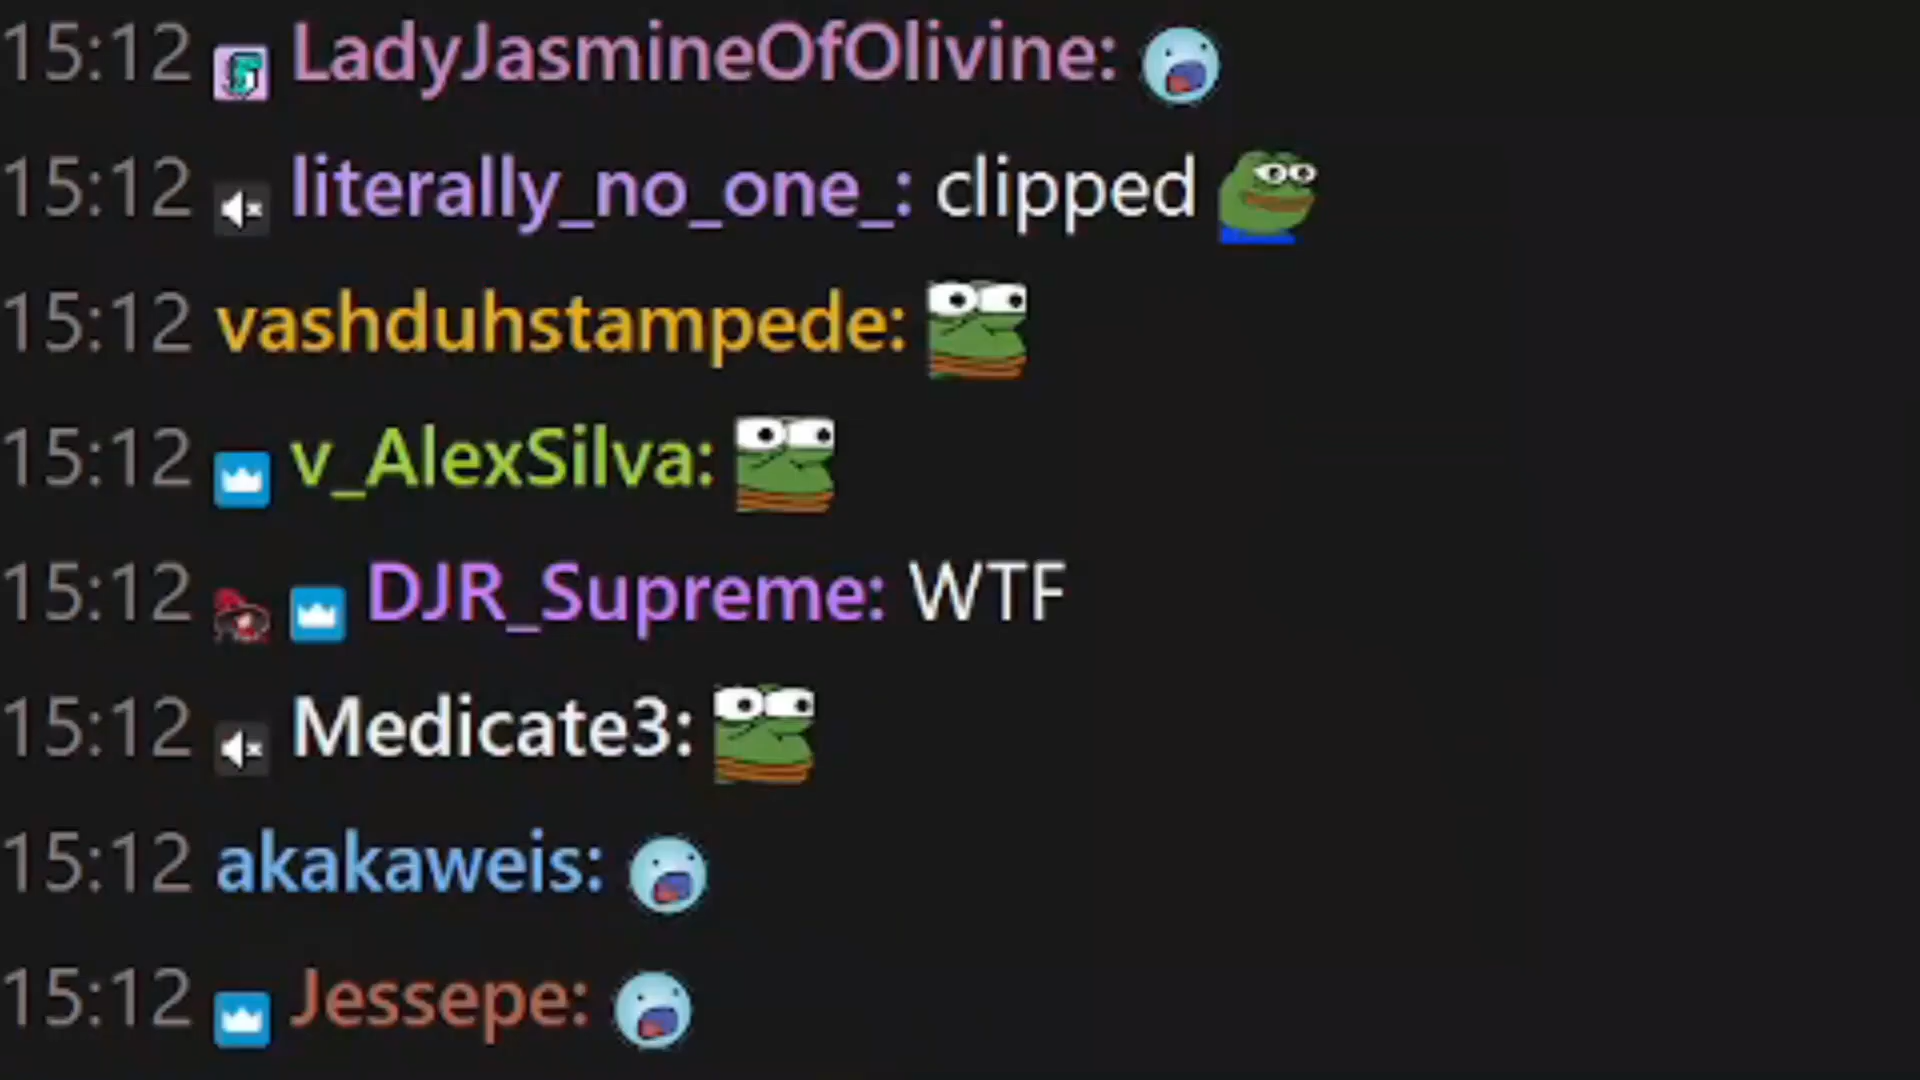 15:12 LadyJasmineOfOlivine:
15:12 literally_no_one_: clipped
15:12 vashduhstampede:
15:12 v_AlexSilva:
15:12 DJR_Supreme: WTF
15:12 Medicate3:
15:12 akakaweis:
15:12 Jessepe: